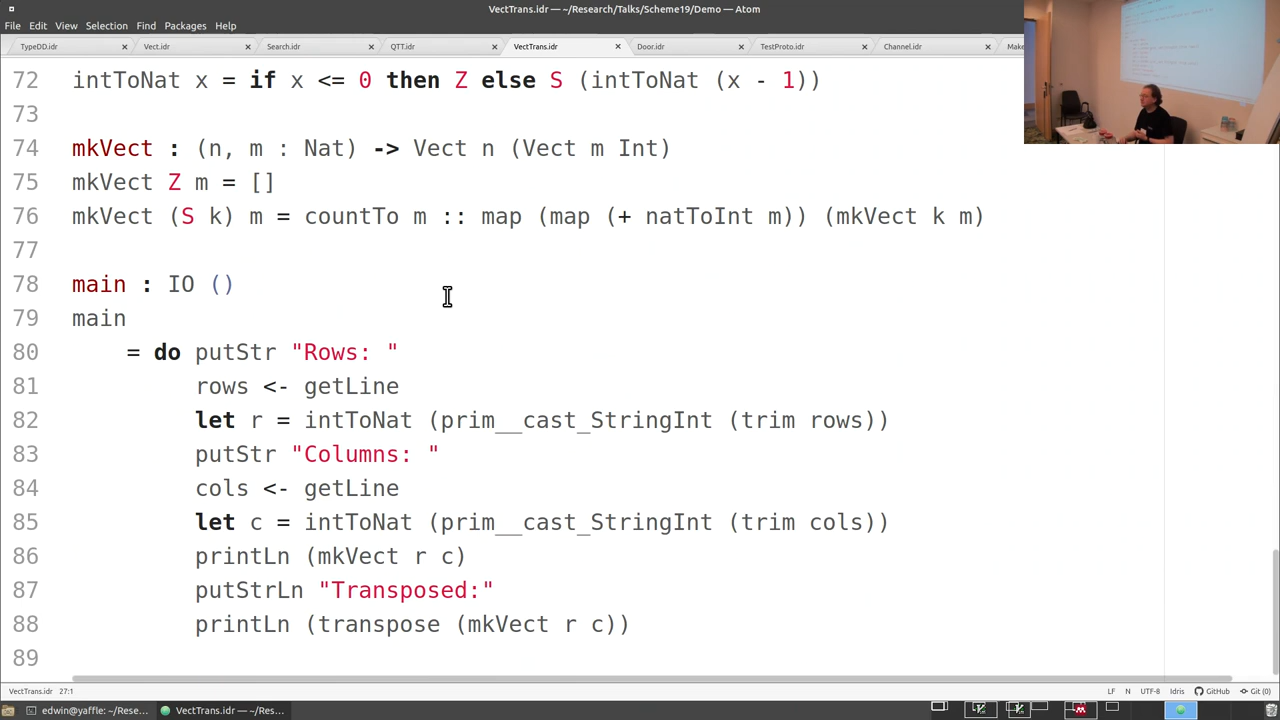 VectTrans.idr — ~/Research/Talks/Scheme19/Demo — Atom
File Edit View Selection Find Packages Help
TypeDD.idr Vect.idr Search.idr QTT.idr VectTrans.idr Door.idr TestProto.idr Channel.idr Make
72 intToNat x = if x <= 0 then Z else S (intToNat (x - 1))
73
74 mkVect : (n, m : Nat) -> Vect n (Vect m Int)
75 mkVect Z m = []
76 mkVect (S k) m = countTo m :: map (map (+ natToInt m)) (mkVect k m)
77
78 main : IO ()
79 main
80 = do putStr "Rows: "
81 rows <- getLine
82 let r = intToNat (prim__cast_StringInt (trim rows))
83 putStr "Columns: "
84 cols <- getLine
85 let c = intToNat (prim__cast_StringInt (trim cols))
86 printLn (mkVect r c)
87 putStrLn "Transposed:"
88 printLn (transpose (mkVect r c))
89
VectTrans.idr 27:1 LF N UTF-8 Idris GitHub Git (0)
edwin@yaffle: ~/Rese... VectTrans.idr — ~/Res...